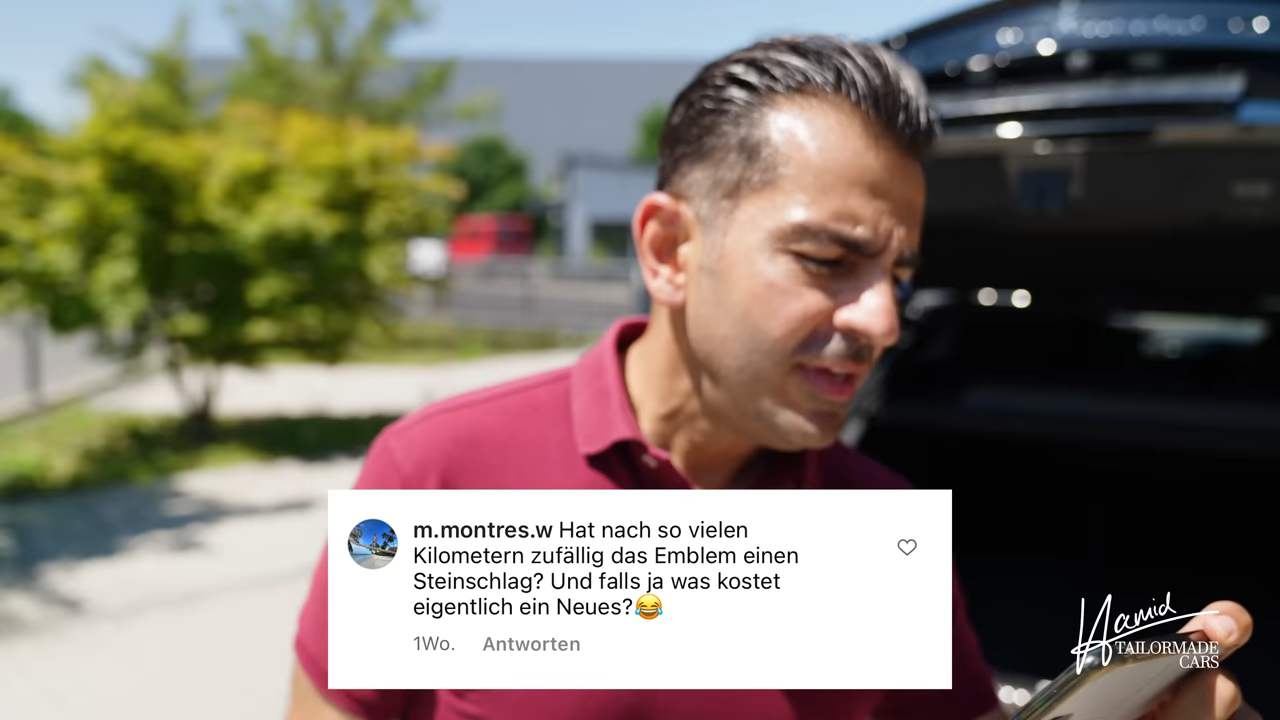 m.montres.w Hat nach so vielen
Kilometern zufällig das Emblem einen
Steinschlag? Und falls ja was kostet
eigentlich ein Neues?😂
1Wo. Antworten
Hamid
TAILORMADE
CARS